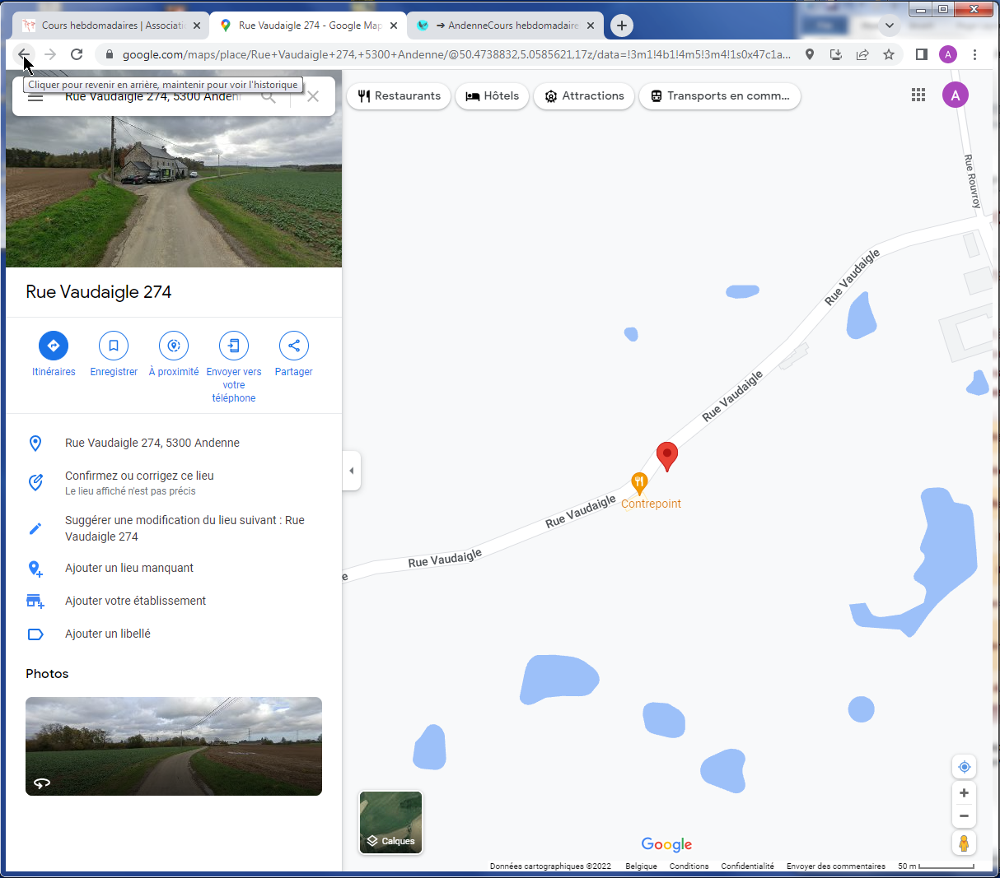 Cours hebdomadaires | Associati
Rue Vaudaigle 274 - Google Map
➔ AndenneCours hebdomadaire
google.com/maps/place/Rue+Vaudaigle+274,+5300+Andenne/@50.4738832,5.0585621,17z/data=!3m1!4b1!4m5!3m4!1s0x47c1a...
A
Cliquer pour revenir en arrière, maintenir pour voir l'historique
Rue Vaudaigle 274, 5300 Anden
Restaurants
Hôtels
Attractions
Transports en comm...
A
Rue Vaudaigle 274
Itinéraires
Enregistrer
À proximité
Envoyer vers
votre
téléphone
Partager
Rue Vaudaigle 274, 5300 Andenne
Confirmez ou corrigez ce lieu
Le lieu affiché n'est pas précis
Suggérer une modification du lieu suivant : Rue
Vaudaigle 274
Ajouter un lieu manquant
Ajouter votre établissement
Ajouter un libellé
Photos
Rue Rouvroy
Rue Vaudaigle
Rue Vaudaigle
Contrepoint
Rue Vaudaigle
Rue Vaudaigle
e
Calques
Google
Données cartographiques ©2022
Belgique
Conditions
Confidentialité
Envoyer des commentaires
50 m